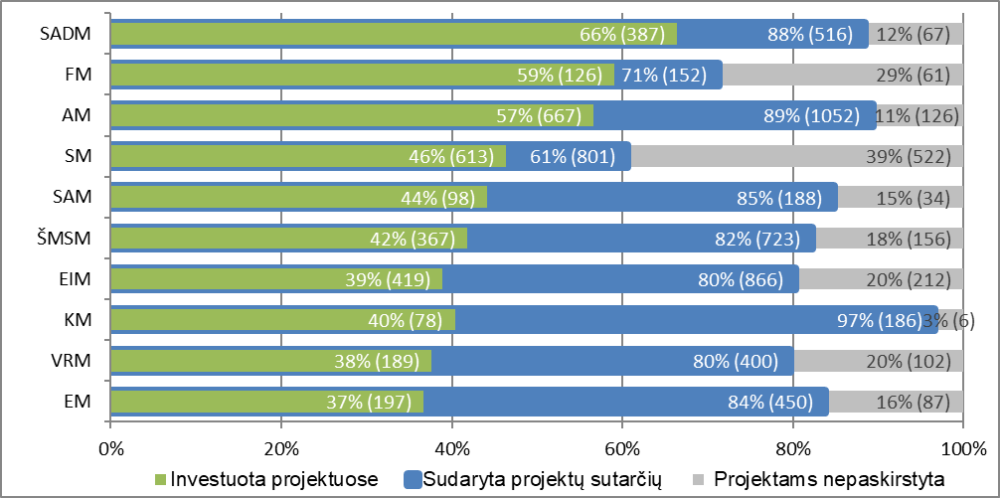 SADM 66% (387) 88% (516) 12% (67)
FM 59% (126) 71% (152) 29% (61)
AM 57% (667) 89% (1052) 11% (126)
SM 46% (613) 61% (801) 39% (522)
SAM 44% (98) 85% (188) 15% (34)
ŠMSM 42% (367) 82% (723) 18% (156)
EIM 39% (419) 80% (866) 20% (212)
KM 40% (78) 97% (186) 3% (6)
VRM 38% (189) 80% (400) 20% (102)
EM 37% (197) 84% (450) 16% (87)
0% 20% 40% 60% 80% 100%
Investuota projektuose Sudaryta projektų sutarčių Projektams nepaskirstyta